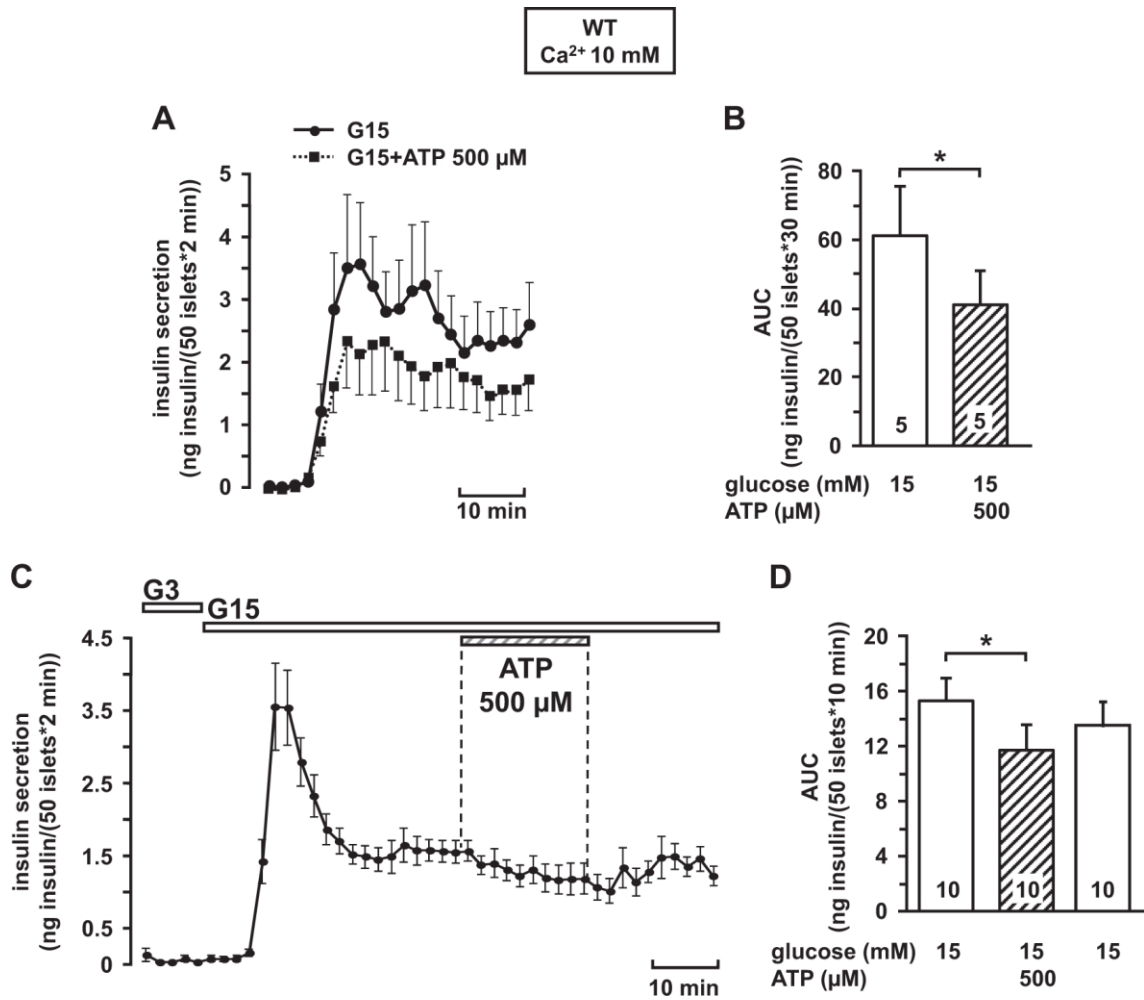 WT
Ca²⁺ 10 mM
A
G15
G15+ATP 500 µM
insulin secretion
(ng insulin/(50 islets*2 min))
5
4
3
2
1
0
10 min
B
*
AUC
(ng insulin/(50 islets*30 min))
80
60
40
20
0
5
5
glucose (mM) 15 15
ATP (µM) 500
C
G3
G15
ATP
500 µM
insulin secretion
(ng insulin/(50 islets*2 min))
4.5
3.5
2.5
1.5
0.5
0
10 min
D
*
AUC
(ng insulin/(50 islets*10 min))
20
16
12
8
4
0
10
10
10
glucose (mM) 15 15 15
ATP (µM) 500